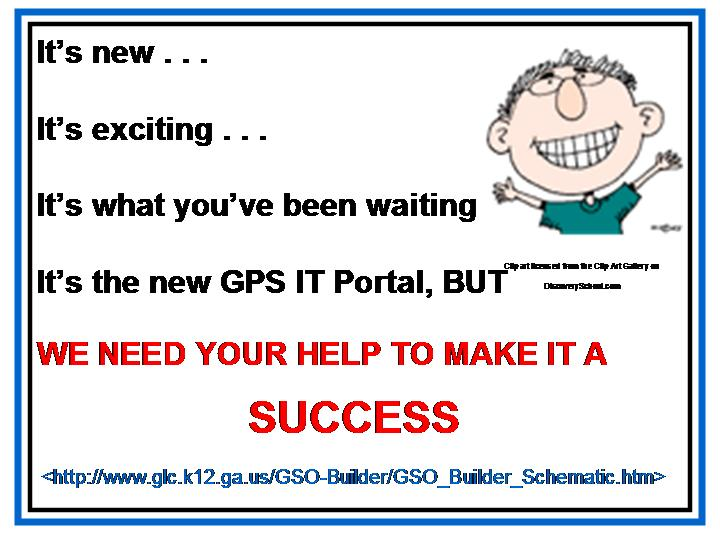 It’s new . . .
It’s exciting . . .
It’s what you’ve been waiting
It’s the new GPS IT Portal, BUT
Clip art licensed from the Clip Art Gallery on
DiscoverySchool.com
WE NEED YOUR HELP TO MAKE IT A
SUCCESS
<http://www.glc.k12.ga.us/GSO-Builder/GSO_Builder_Schematic.htm>